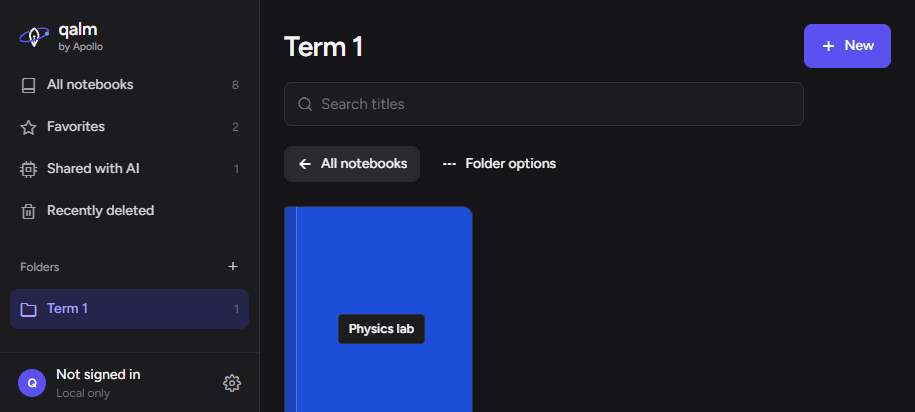 qalm
by Apollo
All notebooks 8
Favorites 2
Shared with AI 1
Recently deleted
Folders +
Term 1 1
Q
Not signed in
Local only
Term 1
+ New
Search titles
All notebooks
Folder options
Physics lab